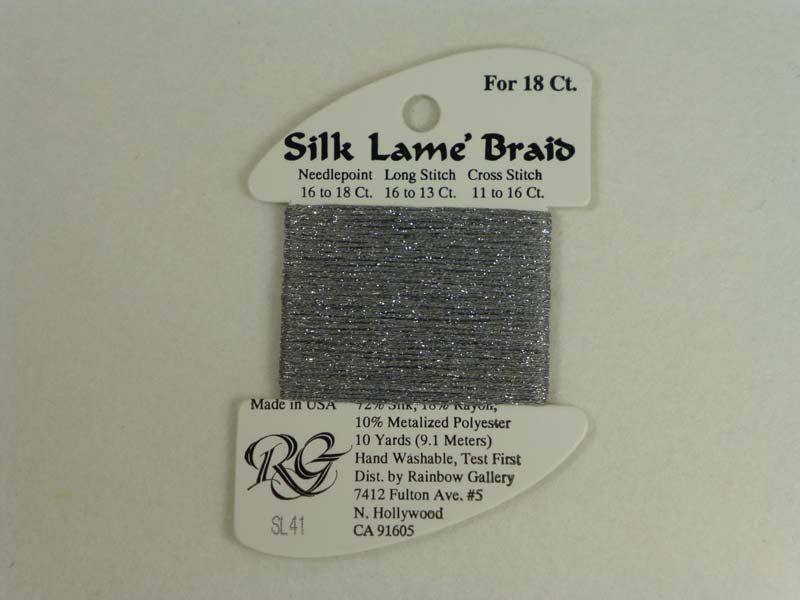 For 18 Ct.
Silk Lame' Braid
Needlepoint Long Stitch Cross Stitch
16 to 18 Ct. 16 to 13 Ct. 11 to 16 Ct.
Made in USA
72% Silk, 18% Rayon,
10% Metalized Polyester
10 Yards (9.1 Meters)
Hand Washable, Test First
Dist. by Rainbow Gallery
7412 Fulton Ave. #5
N. Hollywood
CA 91605
RG
SL41